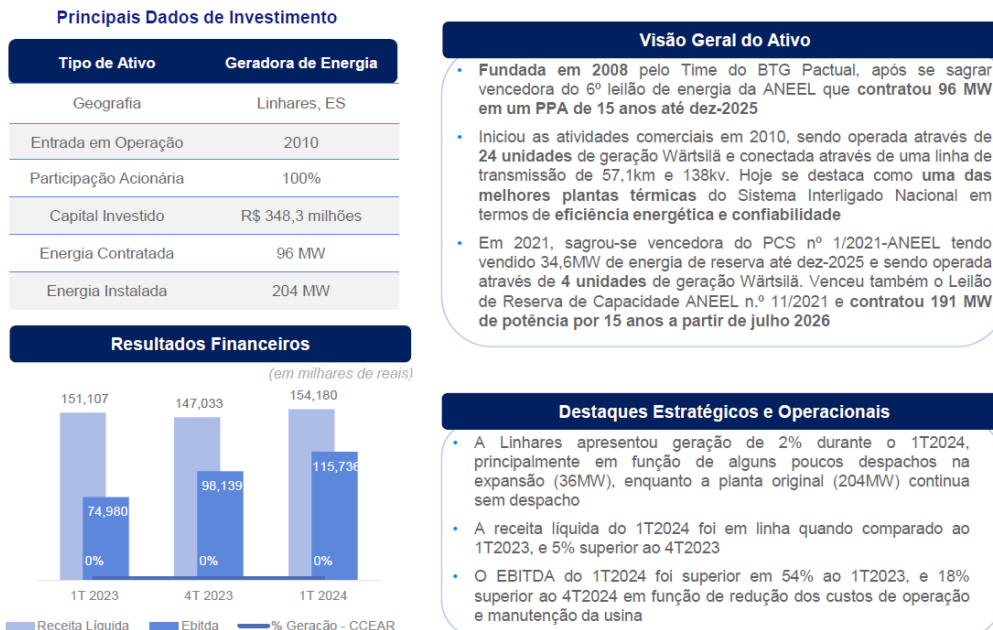 Principais Dados de Investimento
Tipo de Ativo Geradora de Energia
Geografia Linhares, ES
Entrada em Operação 2010
Participação Acionária 100%
Capital Investido R$ 348,3 milhões
Energia Contratada 96 MW
Energia Instalada 204 MW
Resultados Financeiros
(em milhares de reais)
151,107 147,033 154,180
74,980 98,139 115,736
0% 0% 0%
1T 2023 4T 2023 1T 2024
Receita Líquida Ebitda % Geração - CCEAR
Visão Geral do Ativo
• Fundada em 2008 pelo Time do BTG Pactual, após se sagrar
vencedora do 6º leilão de energia da ANEEL que contratou 96 MW
em um PPA de 15 anos até dez-2025
• Iniciou as atividades comerciais em 2010, sendo operada através de
24 unidades de geração Wärtsilä e conectada através de uma linha de
transmissão de 57,1km e 138kv. Hoje se destaca como uma das
melhores plantas térmicas do Sistema Interligado Nacional em
termos de eficiência energética e confiabilidade
• Em 2021, sagrou-se vencedora do PCS nº 1/2021-ANEEL tendo
vendido 34,6MW de energia de reserva até dez-2025 e sendo operada
através de 4 unidades de geração Wärtsilä. Venceu também o Leilão
de Reserva de Capacidade ANEEL n.º 11/2021 e contratou 191 MW
de potência por 15 anos a partir de julho 2026
Destaques Estratégicos e Operacionais
• A Linhares apresentou geração de 2% durante o 1T2024,
principalmente em função de alguns poucos despachos na
expansão (36MW), enquanto a planta original (204MW) continua
sem despacho
• A receita líquida do 1T2024 foi em linha quando comparado ao
1T2023, e 5% superior ao 4T2023
• O EBITDA do 1T2024 foi superior em 54% ao 1T2023, e 18%
superior ao 4T2024 em função de redução dos custos de operação
e manutenção da usina